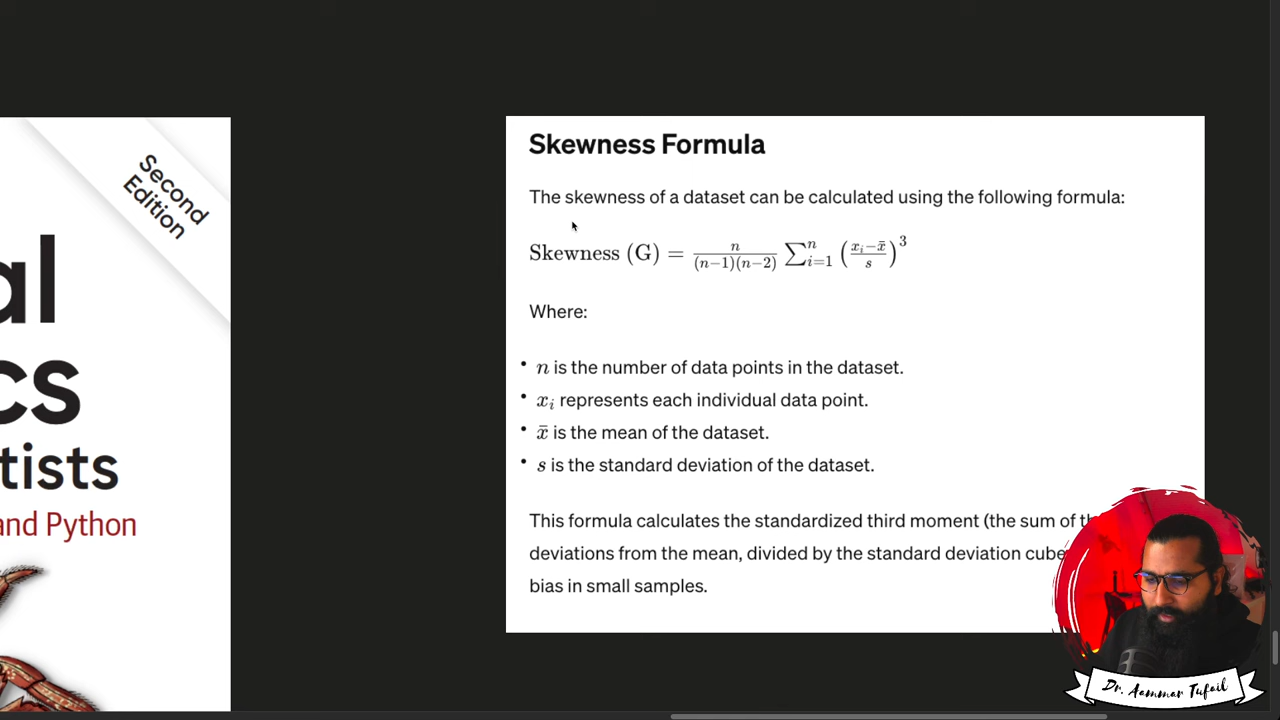 Second
Edition
al
cs
tists
and Python
Skewness Formula
The skewness of a dataset can be calculated using the following formula:
Skewness (G) = n/((n−1)(n−2)) ∑ⁿᵢ₌₁ ((xᵢ−x̄)/s)³
Where:
• n is the number of data points in the dataset.
• xᵢ represents each individual data point.
• x̄ is the mean of the dataset.
• s is the standard deviation of the dataset.
This formula calculates the standardized third moment (the sum of
deviations from the mean, divided by the standard deviation
bias in small samples.
Dr. Aammar Tufail